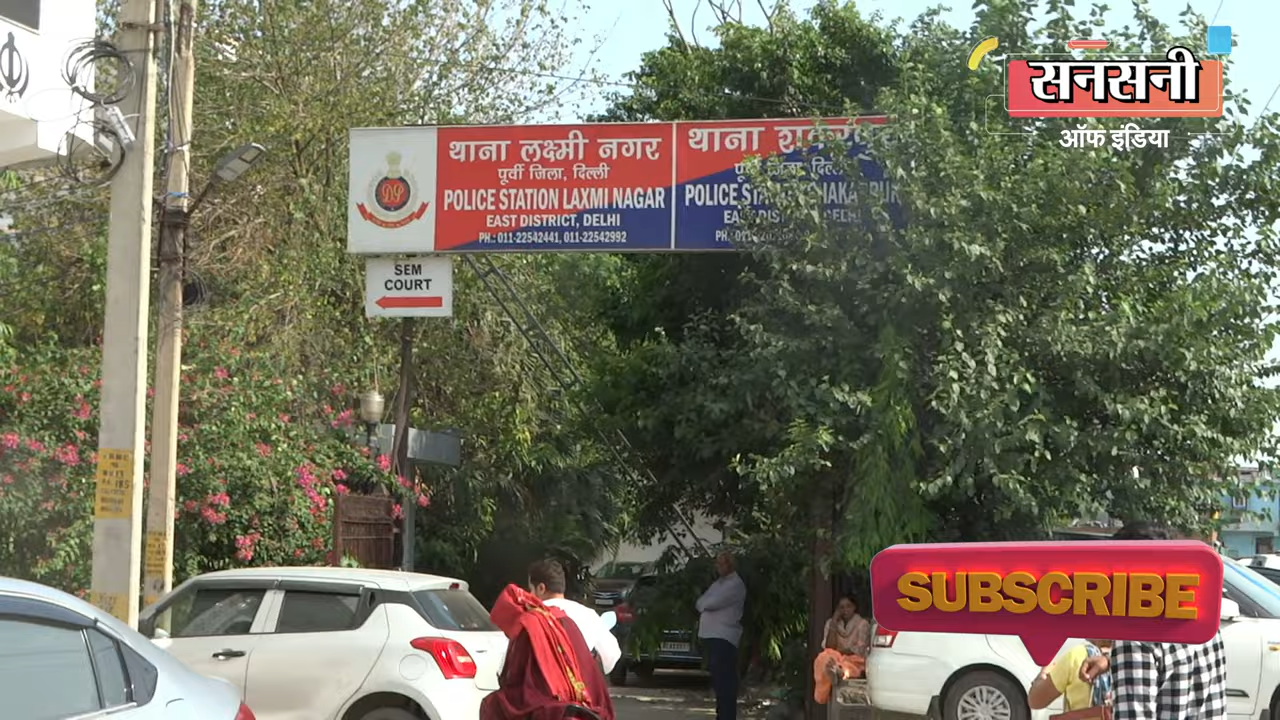 सनसनी
ऑफ इंडिया
थाना लक्ष्मी नगर
पूर्वी जिला, दिल्ली
POLICE STATION LAXMI NAGAR
EAST DISTRICT, DELHI
PH.: 011-22542441, 011-22542992
थाना
POLICE
SEM
COURT
SUBSCRIBE